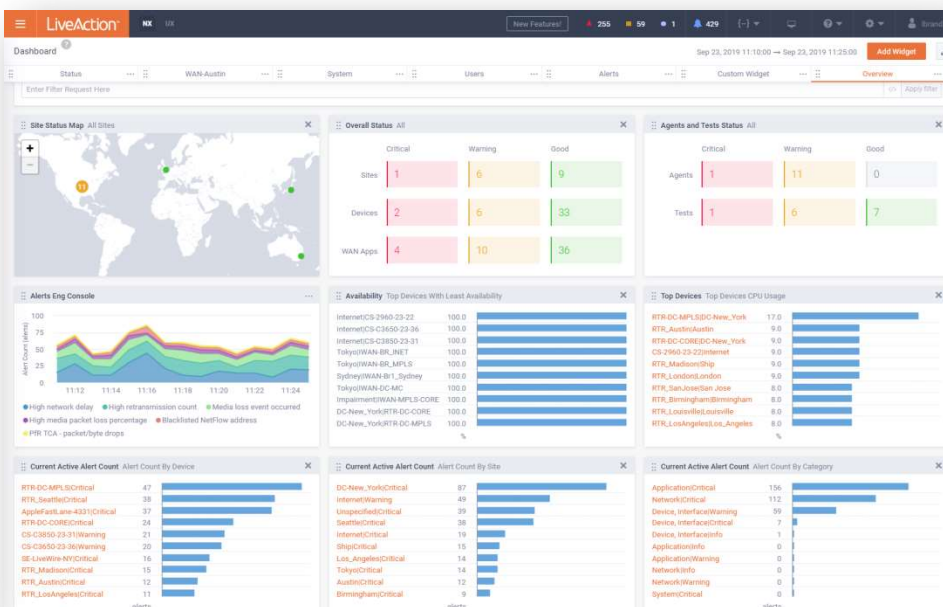 LiveAction
NX
UX
New Features!
255
59
1
429
Dashboard
Sep 23, 2019 11:10:00 → Sep 23, 2019 11:25:00
Add Widget
Status
WAN-Austin
System
Users
Alerts
Custom Widget
Overview
Enter Filter Request Here
Apply filter
Site Status Map All Sites
+
−
11
Overall Status All
Critical Warning Good
Sites 1 6 9
Devices 2 6 33
WAN Apps 4 10 36
Agents and Tests Status All
Critical Warning Good
Agents 1 11 0
Tests 1 6 7
Alerts Eng Console
Alert Count (alerts)
100
75
50
25
0
11:12 11:14 11:16 11:18 11:20 11:22 11:24
High network delay High retransmission count Media loss event occurred
High media packet loss percentage Blacklisted NetFlow address
PfR TCA - packet/byte drops
Availability Top Devices With Least Availability
Internet|CS-2960-23-22 100.0
Internet|CS-C3650-23-36 100.0
Internet|CS-C3850-23-31 100.0
Tokyo|WAN-BR_INET 100.0
Tokyo|WAN-BR_MPLS 100.0
Sydney|WAN-Br1_Sydney 100.0
Tokyo|WAN-DC-MC 100.0
Impairment|WAN-MPLS-CORE 100.0
DC-New_York|RTR-DC-CORE 100.0
DC-New_York|RTR-DC-MPLS 100.0
%
Top Devices Top Devices CPU Usage
RTR-DC-MPLS|DC-New_York 17.0
RTR_Austin|Austin 9.0
RTR-DC-CORE|DC-New_York 9.0
CS-2960-23-22|Internet 9.0
RTR_Madison|Ship 9.0
RTR_London|London 9.0
RTR_SanJose|San Jose 8.0
RTR_Birmingham|Birmingham 8.0
RTR_Louisville|Louisville 8.0
RTR_LosAngeles|Los_Angeles 8.0
%
Current Active Alert Count Alert Count By Device
RTR-DC-MPLS|Critical 47
RTR_Seattle|Critical 38
AppleFastLane-4331|Critical 37
RTR-DC-CORE|Critical 24
CS-C3850-23-31|Warning 21
CS-C3650-23-36|Warning 20
SE-LiveWire-NY|Critical 16
RTR_Madison|Critical 15
RTR_Austin|Critical 12
RTR_LosAngeles|Critical 11
alerts
Current Active Alert Count Alert Count By Site
DC-New_York|Critical 87
Internet|Warning 49
Unspecified|Critical 39
Seattle|Critical 38
Internet|Critical 19
Ship|Critical 15
Los_Angeles|Critical 14
Tokyo|Critical 14
Austin|Critical 12
Birmingham|Critical 9
alerts
Current Active Alert Count Alert Count By Category
Application|Critical 156
Network|Critical 112
Device, Interface|Warning 59
Device, Interface|Critical 7
Device, Interface|Info 1
Application|Info 0
Application|Warning 0
Network|Info 0
Network|Warning 0
System|Critical 0
alerts